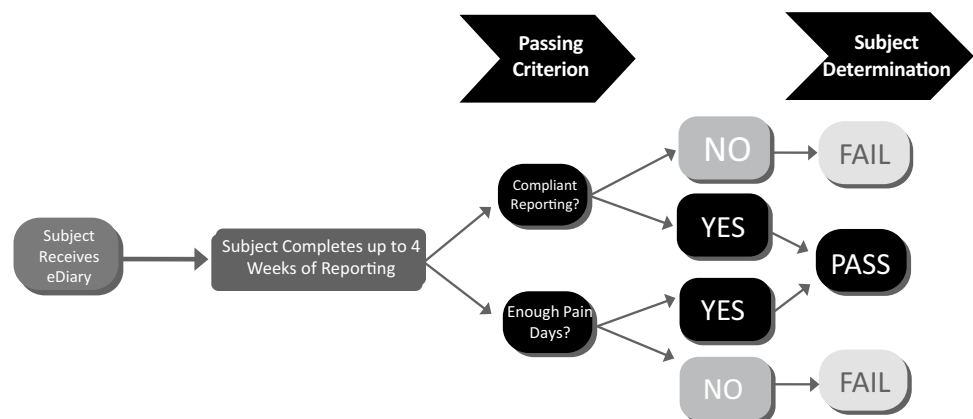 Passing
Criterion
Subject
Determination
NO
FAIL
Compliant
Reporting?
YES
Subject
Receives
eDiary
Subject Completes up to 4
Weeks of Reporting
PASS
Enough Pain
Days?
YES
NO
FAIL